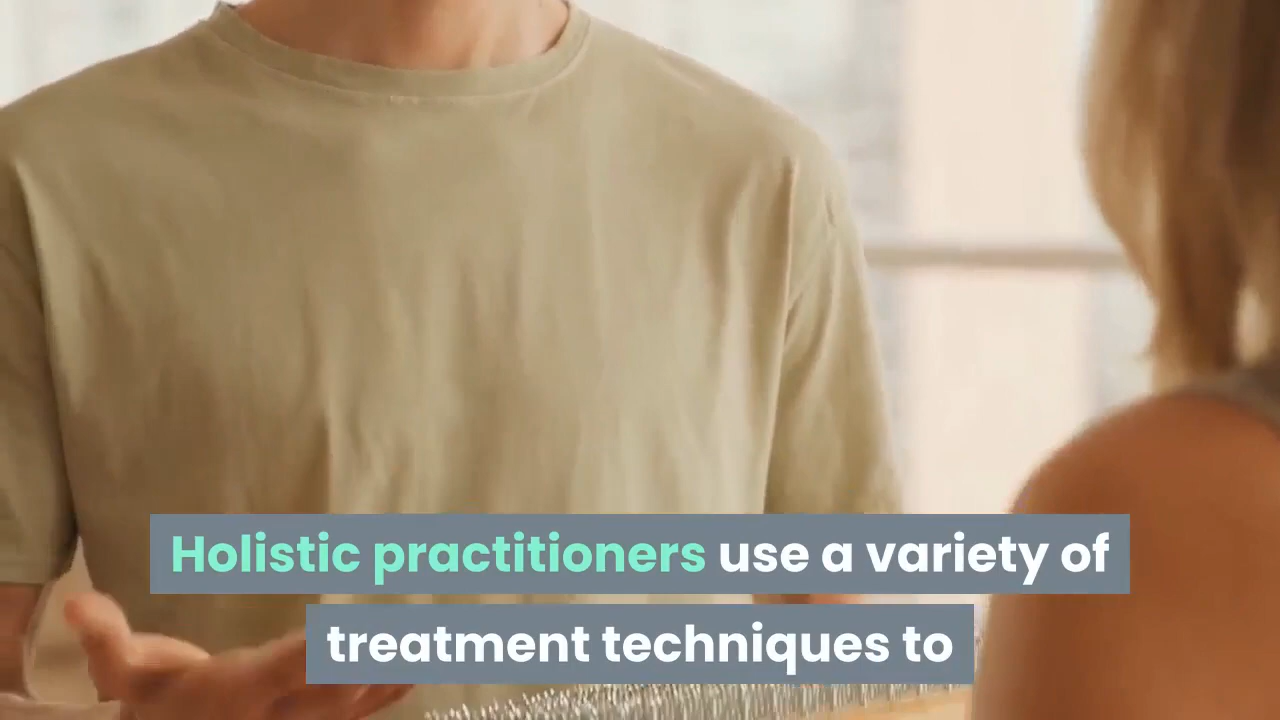 Holistic practitioners use a variety of
treatment techniques to